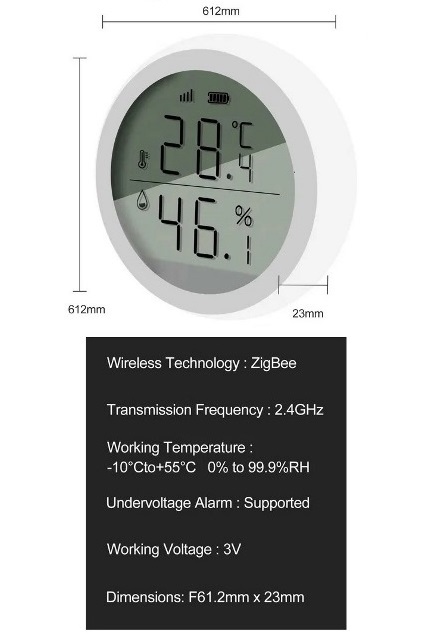 612mm
28.4 °C
46.1 %
612mm
23mm
Wireless Technology : ZigBee
Transmission Frequency : 2.4GHz
Working Temperature :
-10°Cto+55°C 0% to 99.9%RH
Undervoltage Alarm : Supported
Working Voltage : 3V
Dimensions: F61.2mm x 23mm